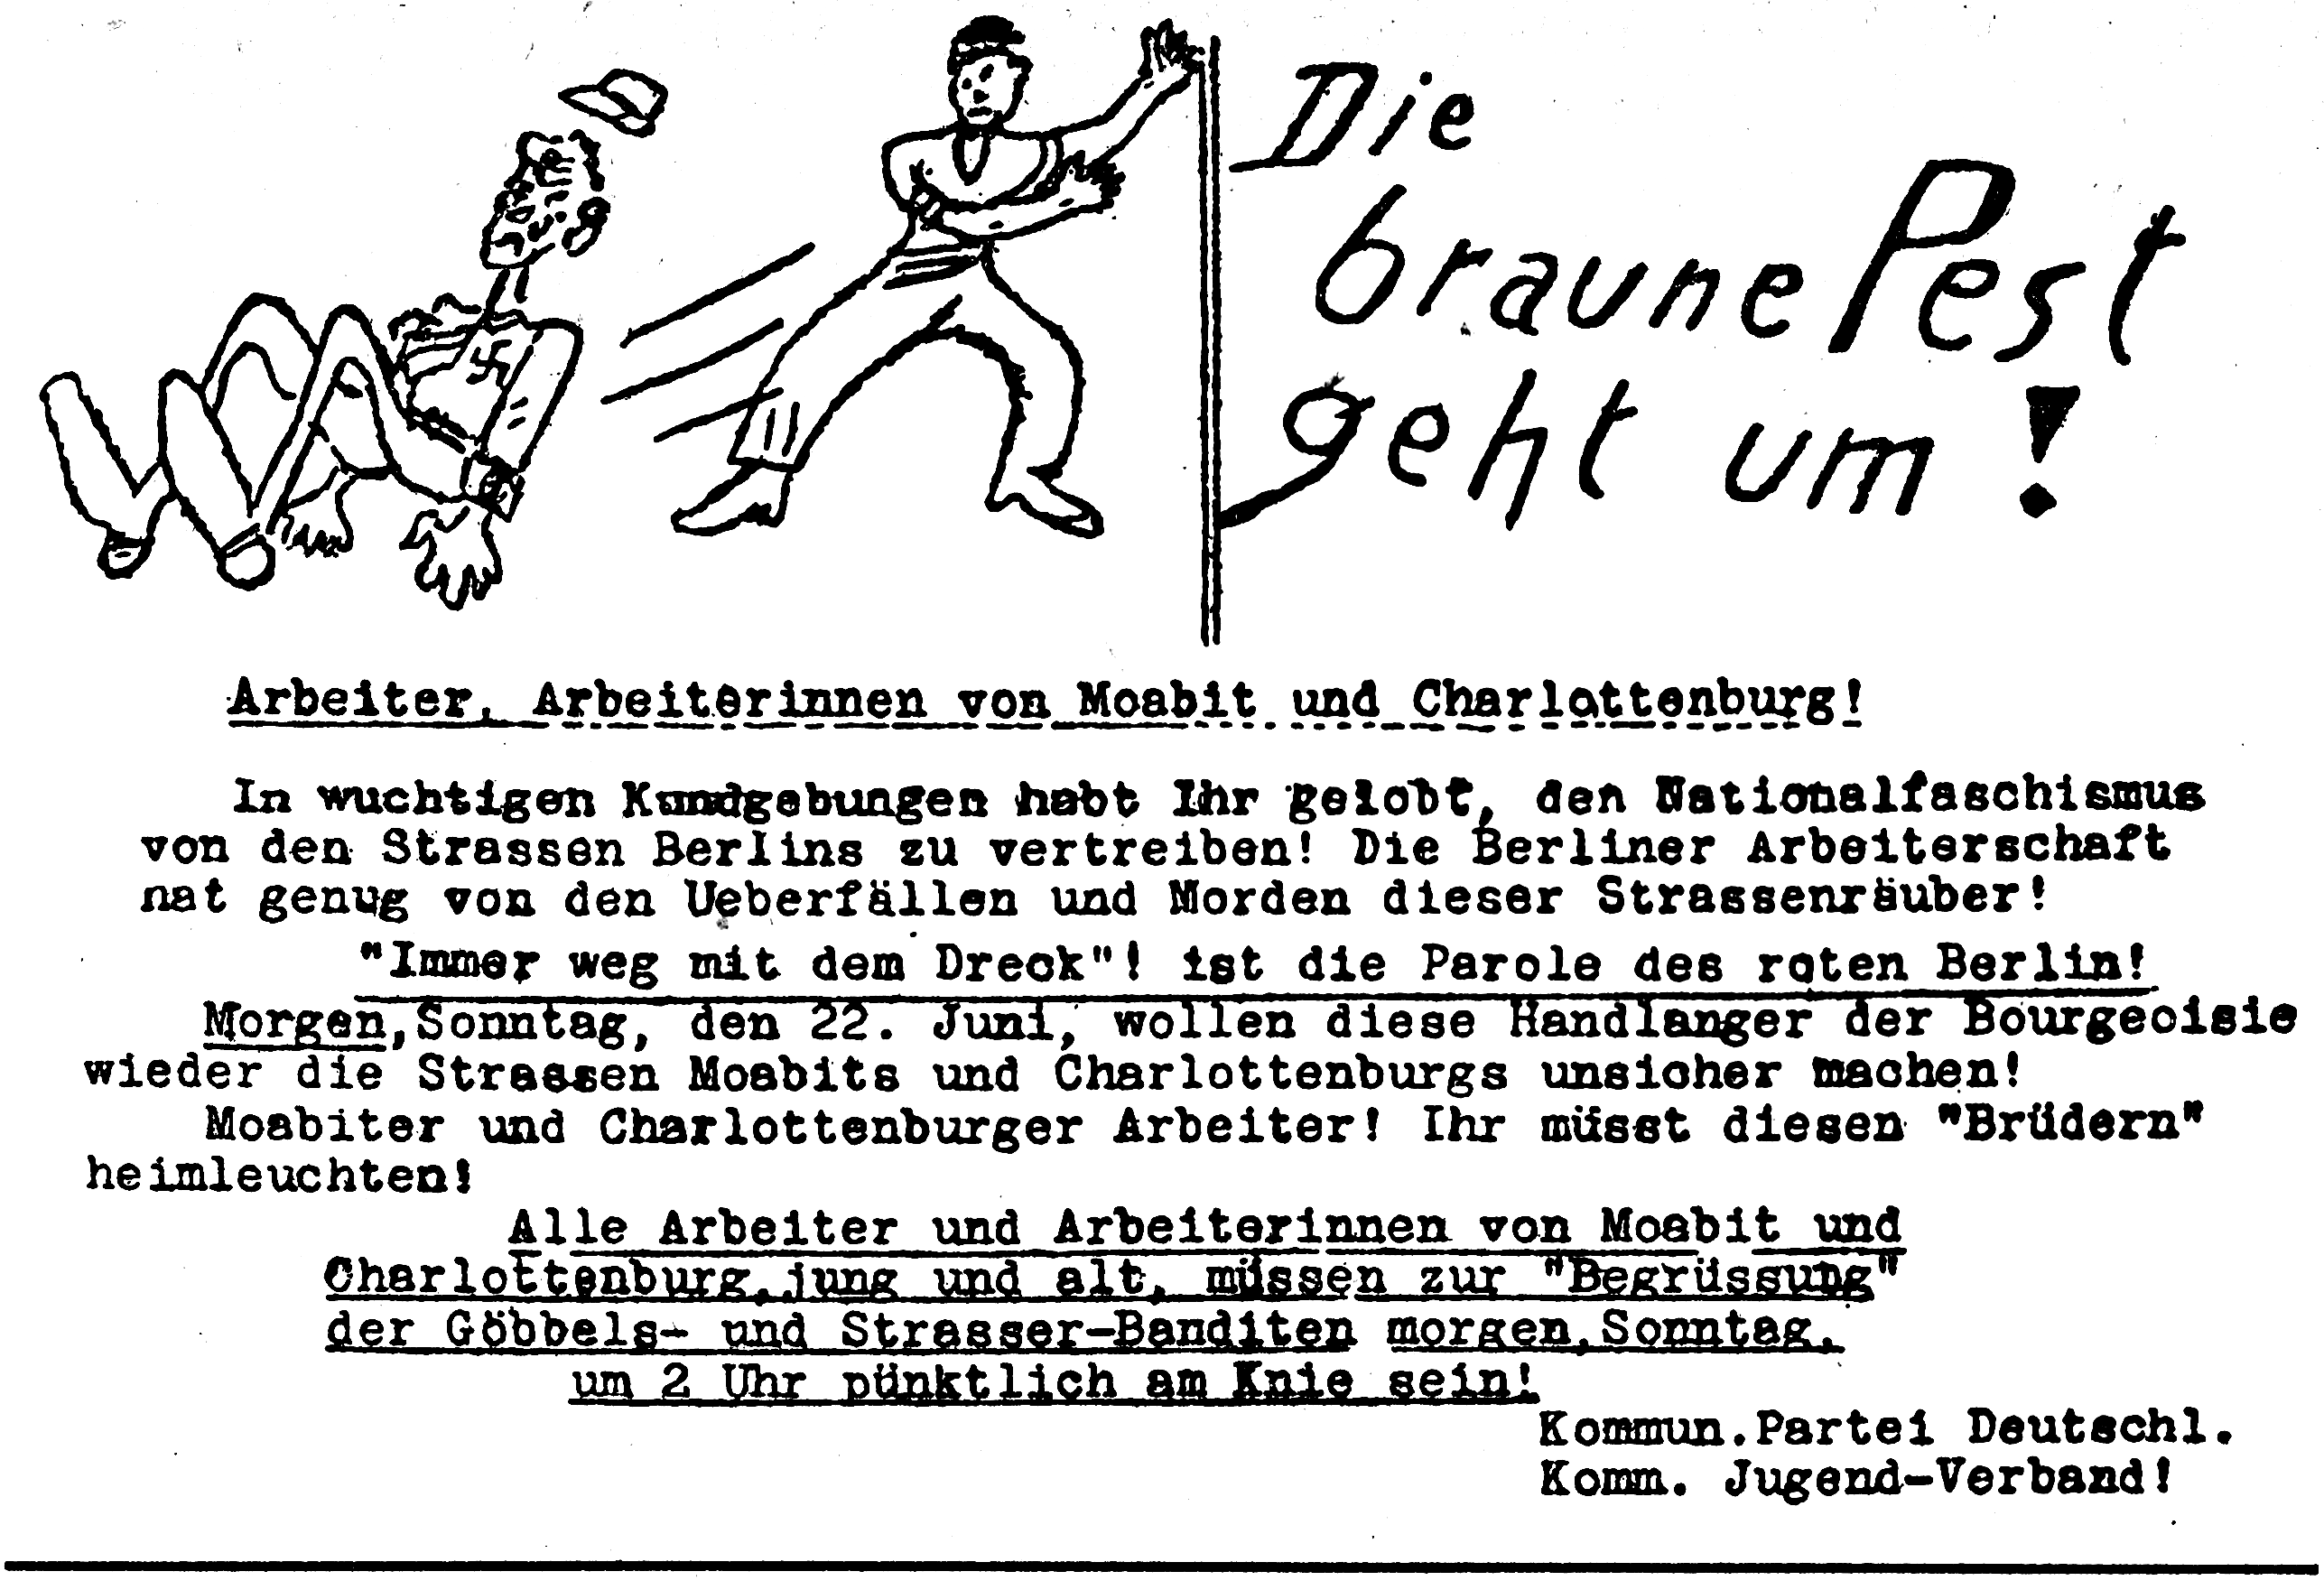 Die
braune Pest
geht um!
Arbeiter, Arbeiterinnen von Moabit und Charlottenburg!
In wuchtigen Kundgebungen habt Ihr gelobt, den Nationalfaschismus
von den Strassen Berlins zu vertreiben! Die Berliner Arbeiterschaft
hat genug von den Ueberfällen und Morden dieser Strassenräuber!
"Immer weg mit dem Dreck"! ist die Parole des roten Berlin!
Morgen, Sonntag, den 22. Juni, wollen diese Handlanger der Bourgeoisie
wieder die Strassen Moabits und Charlottenburgs unsicher machen!
Moabiter und Charlottenburger Arbeiter! Ihr müsst diesen "Brüdern"
heimleuchten!
Alle Arbeiter und Arbeiterinnen von Moabit und
Charlottenburg, jung und alt, müssen zur "Begrüssung"
der Göbbels- und Strasser-Banditen morgen, Sonntag,
um 2 Uhr pünktlich am Knie sein!
Kommun.Partei Deutschl.
Komm. Jugend-Verband!